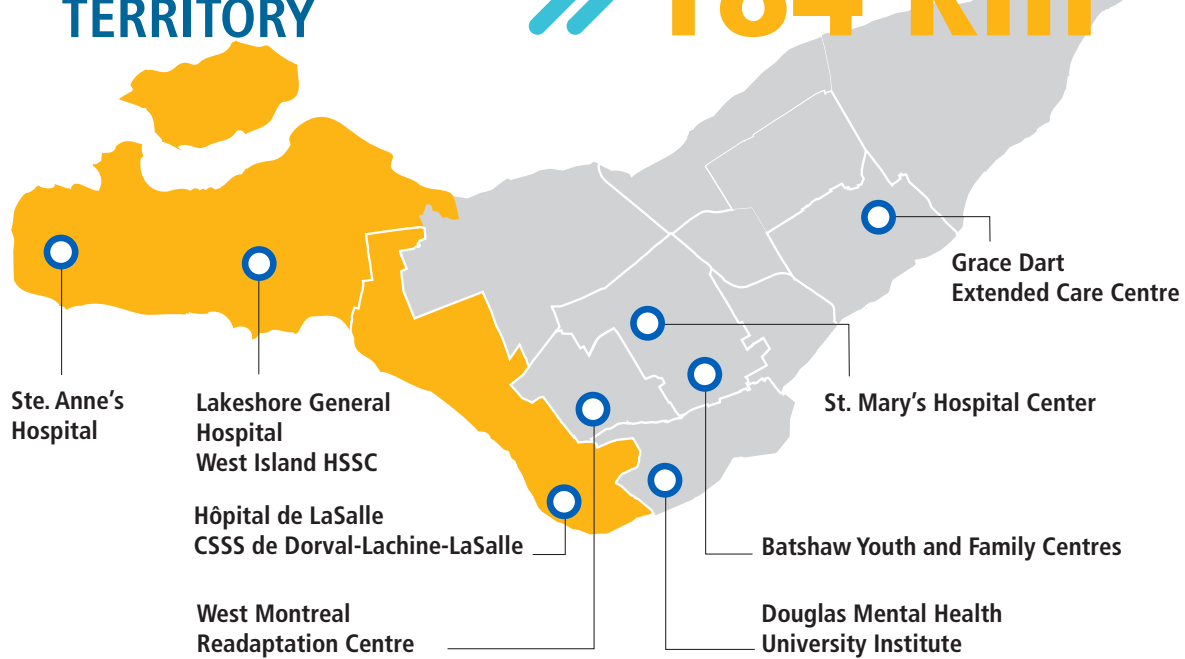 TERRITORY
184 km
Grace Dart
Extended Care Centre
Ste. Anne's
Hospital
Lakeshore General
Hospital
West Island HSSC
St. Mary's Hospital Center
Hôpital de LaSalle
CSSS de Dorval-Lachine-LaSalle
Batshaw Youth and Family Centres
West Montreal
Readaptation Centre
Douglas Mental Health
University Institute